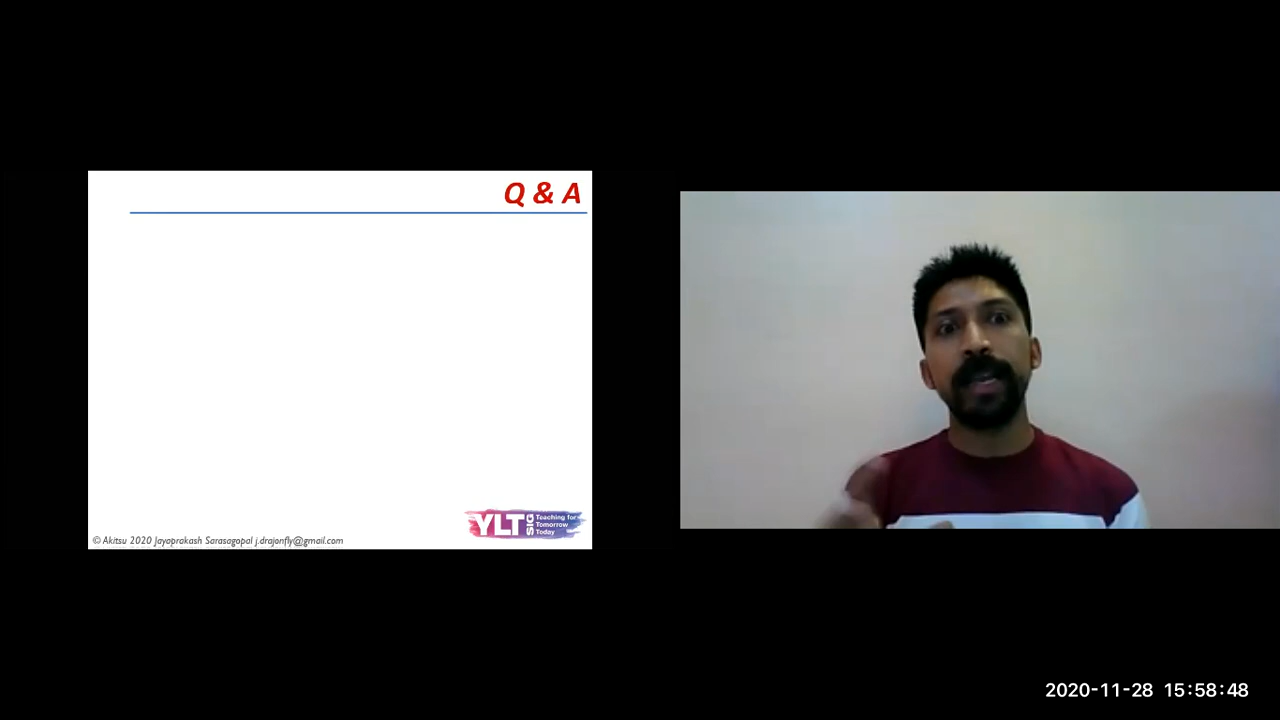 Q & A
YLT SIG Teaching for
Tomorrow
Today
© Akitsu 2020 Jayaprakash Sarasagopal j.drajonfly@gmail.com
2020-11-28 15:58:48